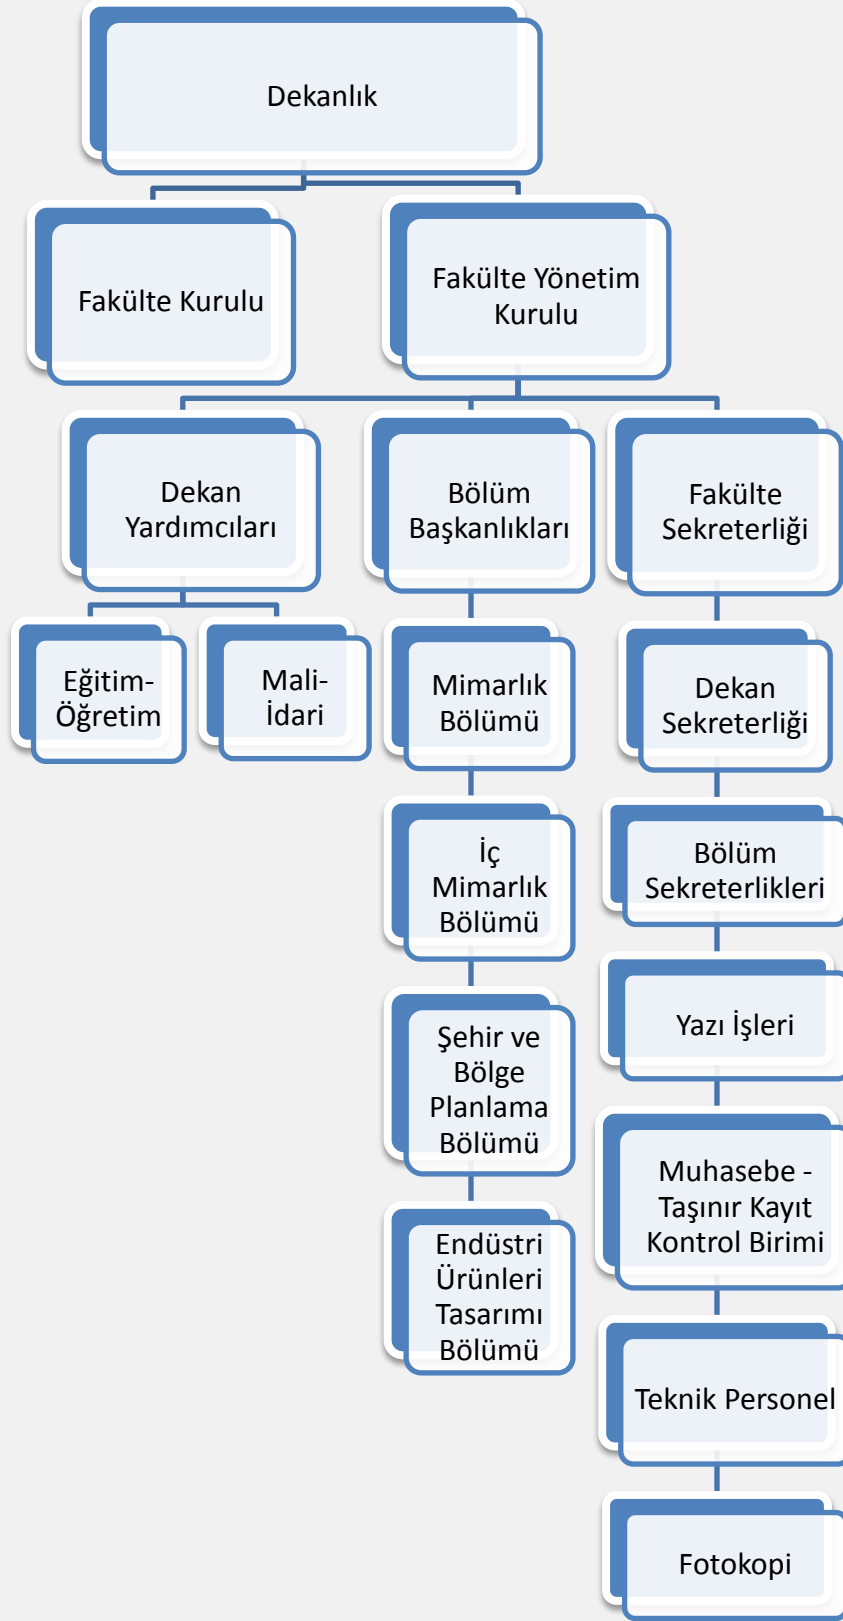 Dekanlık
Fakülte Kurulu
Fakülte Yönetim
Kurulu
Dekan
Yardımcıları
Bölüm
Başkanlıkları
Fakülte
Sekreterliği
Eğitim-
Öğretim
Mali-
İdari
Mimarlık
Bölümü
Dekan
Sekreterliği
İç
Mimarlık
Bölümü
Bölüm
Sekreterlikleri
Yazı İşleri
Şehir ve
Bölge
Planlama
Bölümü
Muhasebe -
Taşınır Kayıt
Kontrol Birimi
Endüstri
Ürünleri
Tasarımı
Bölümü
Teknik Personel
Fotokopi